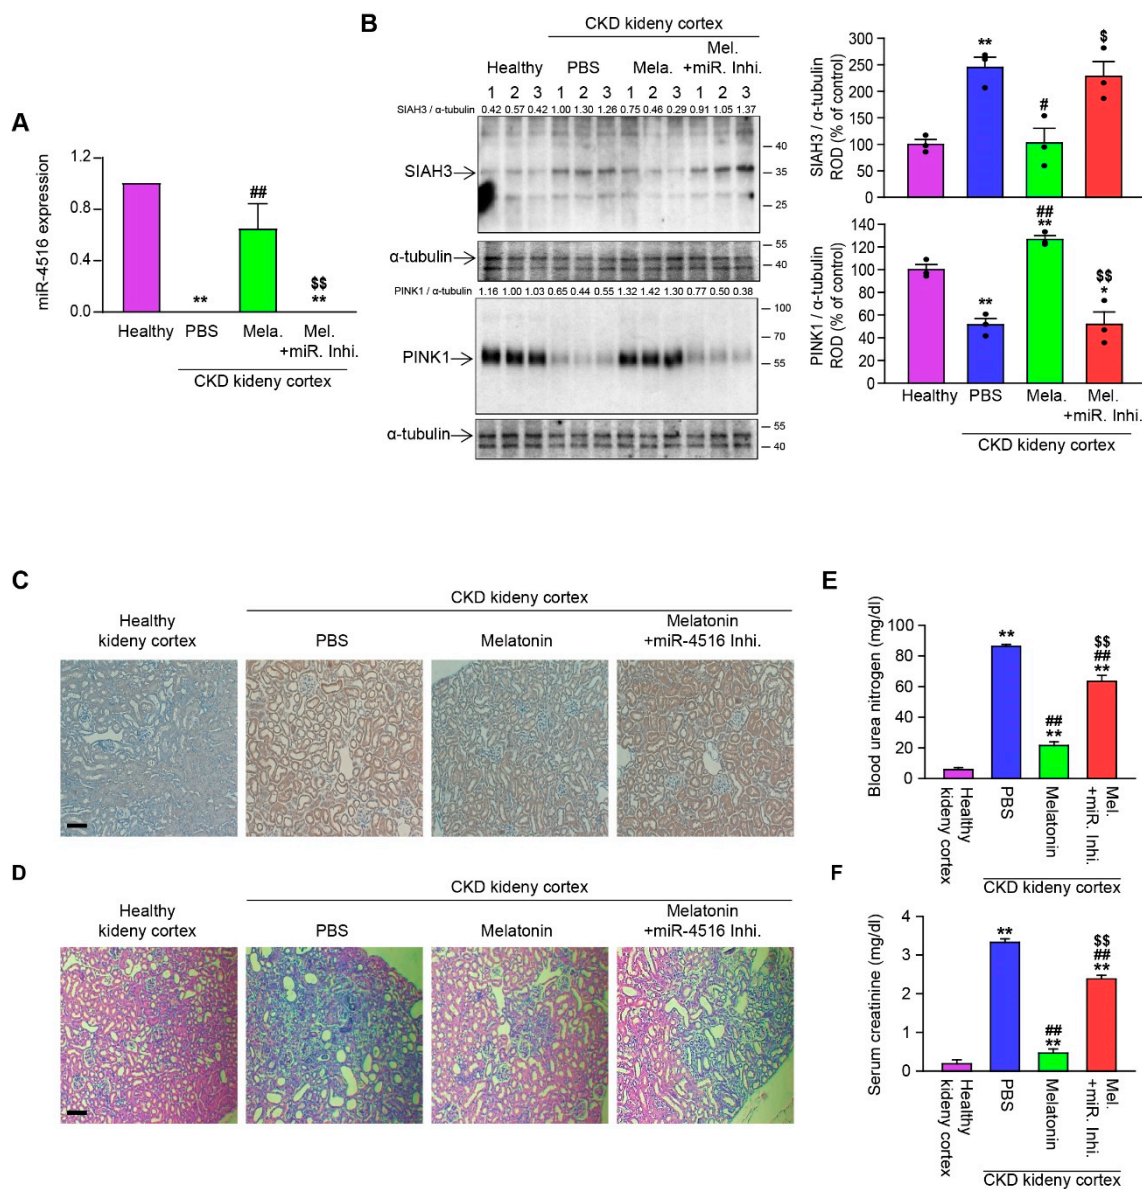 A
miR-4516 expression
1.2
0.8
0.4
0.0
**
##
$$
**
Healthy PBS Mela. Mel.
+miR. Inhi.
CKD kideny cortex
B
CKD kideny cortex
Mel.
Healthy PBS Mela. +miR. Inhi.
1 2 3 1 2 3 1 2 3 1 2 3
SIAH3 / α-tubulin 0.42 0.57 0.42 1.00 1.30 1.26 0.75 0.46 0.29 0.91 1.05 1.37
SIAH3
40
35
25
α-tubulin
55
40
PINK1 / α-tubulin 1.16 1.00 1.03 0.65 0.44 0.55 1.32 1.42 1.30 0.77 0.50 0.38
100
70
PINK1
55
α-tubulin
55
40
SIAH3 / α-tubulin
ROD (% of control)
300
250
200
150
100
50
0
**
#
$
PINK1 / α-tubulin
ROD (% of control)
140
120
100
80
60
40
20
0
**
##
**
$$
*
Healthy PBS Mela. Mel.
+miR. Inhi.
CKD kideny cortex
C
CKD kideny cortex
Healthy
kideny cortex
PBS
Melatonin
Melatonin
+miR-4516 Inhi.
D
CKD kideny cortex
Healthy
kideny cortex
PBS
Melatonin
Melatonin
+miR-4516 Inhi.
E
Blood urea nitrogen (mg/dl)
100
80
60
40
20
0
**
##
**
$$
##
**
Healthy
kideny cortex
PBS
Melatonin
Mel.
+miR. Inhi.
CKD kideny cortex
F
Serum creatinine (mg/dl)
4
3
2
1
0
**
##
**
$$
##
**
Healthy
kideny cortex
PBS
Melatonin
Mel.
+miR. Inhi.
CKD kideny cortex